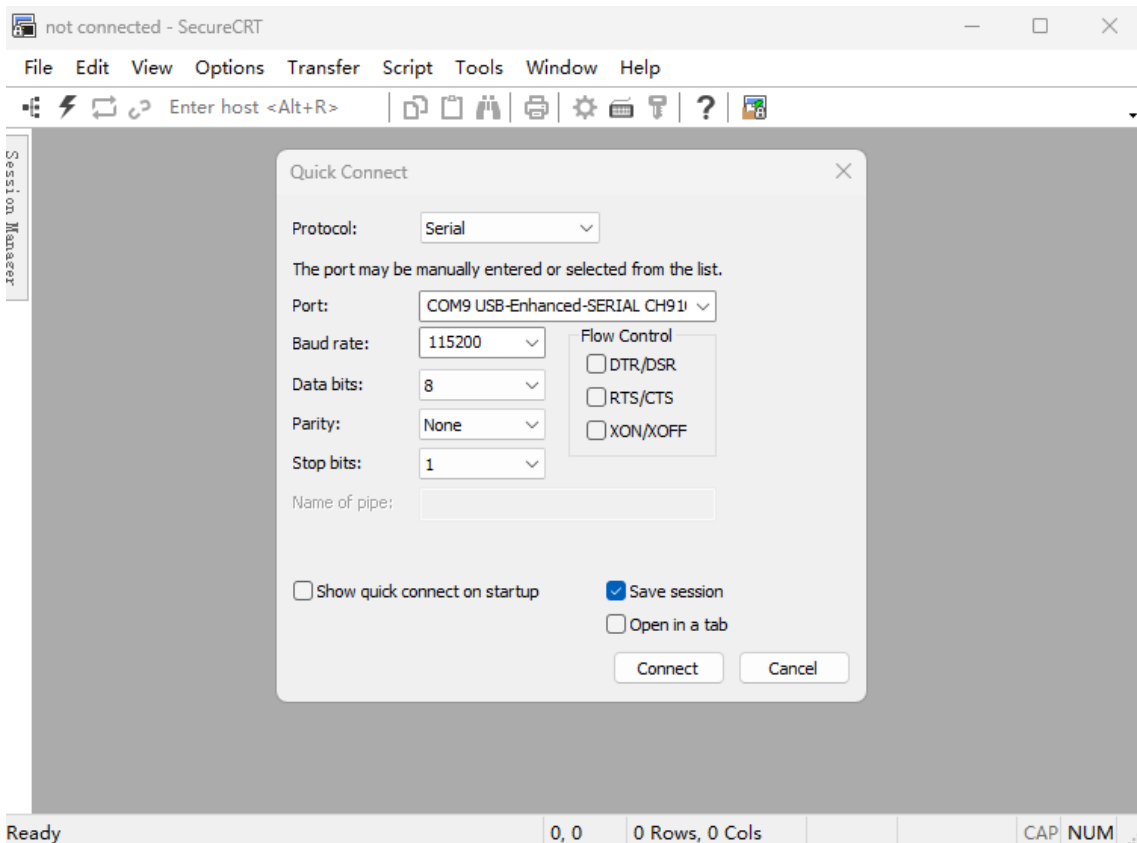 not connected - SecureCRT
File Edit View Options Transfer Script Tools Window Help
Enter host <Alt+R>
Session Manager
Quick Connect
Protocol: Serial
The port may be manually entered or selected from the list.
Port: COM9 USB-Enhanced-SERIAL CH91
Baud rate: 115200
Flow Control
DTR/DSR
Data bits: 8
RTS/CTS
Parity: None
XON/XOFF
Stop bits: 1
Name of pipe:
Show quick connect on startup
Save session
Open in a tab
Connect Cancel
Ready 0, 0 0 Rows, 0 Cols CAP NUM